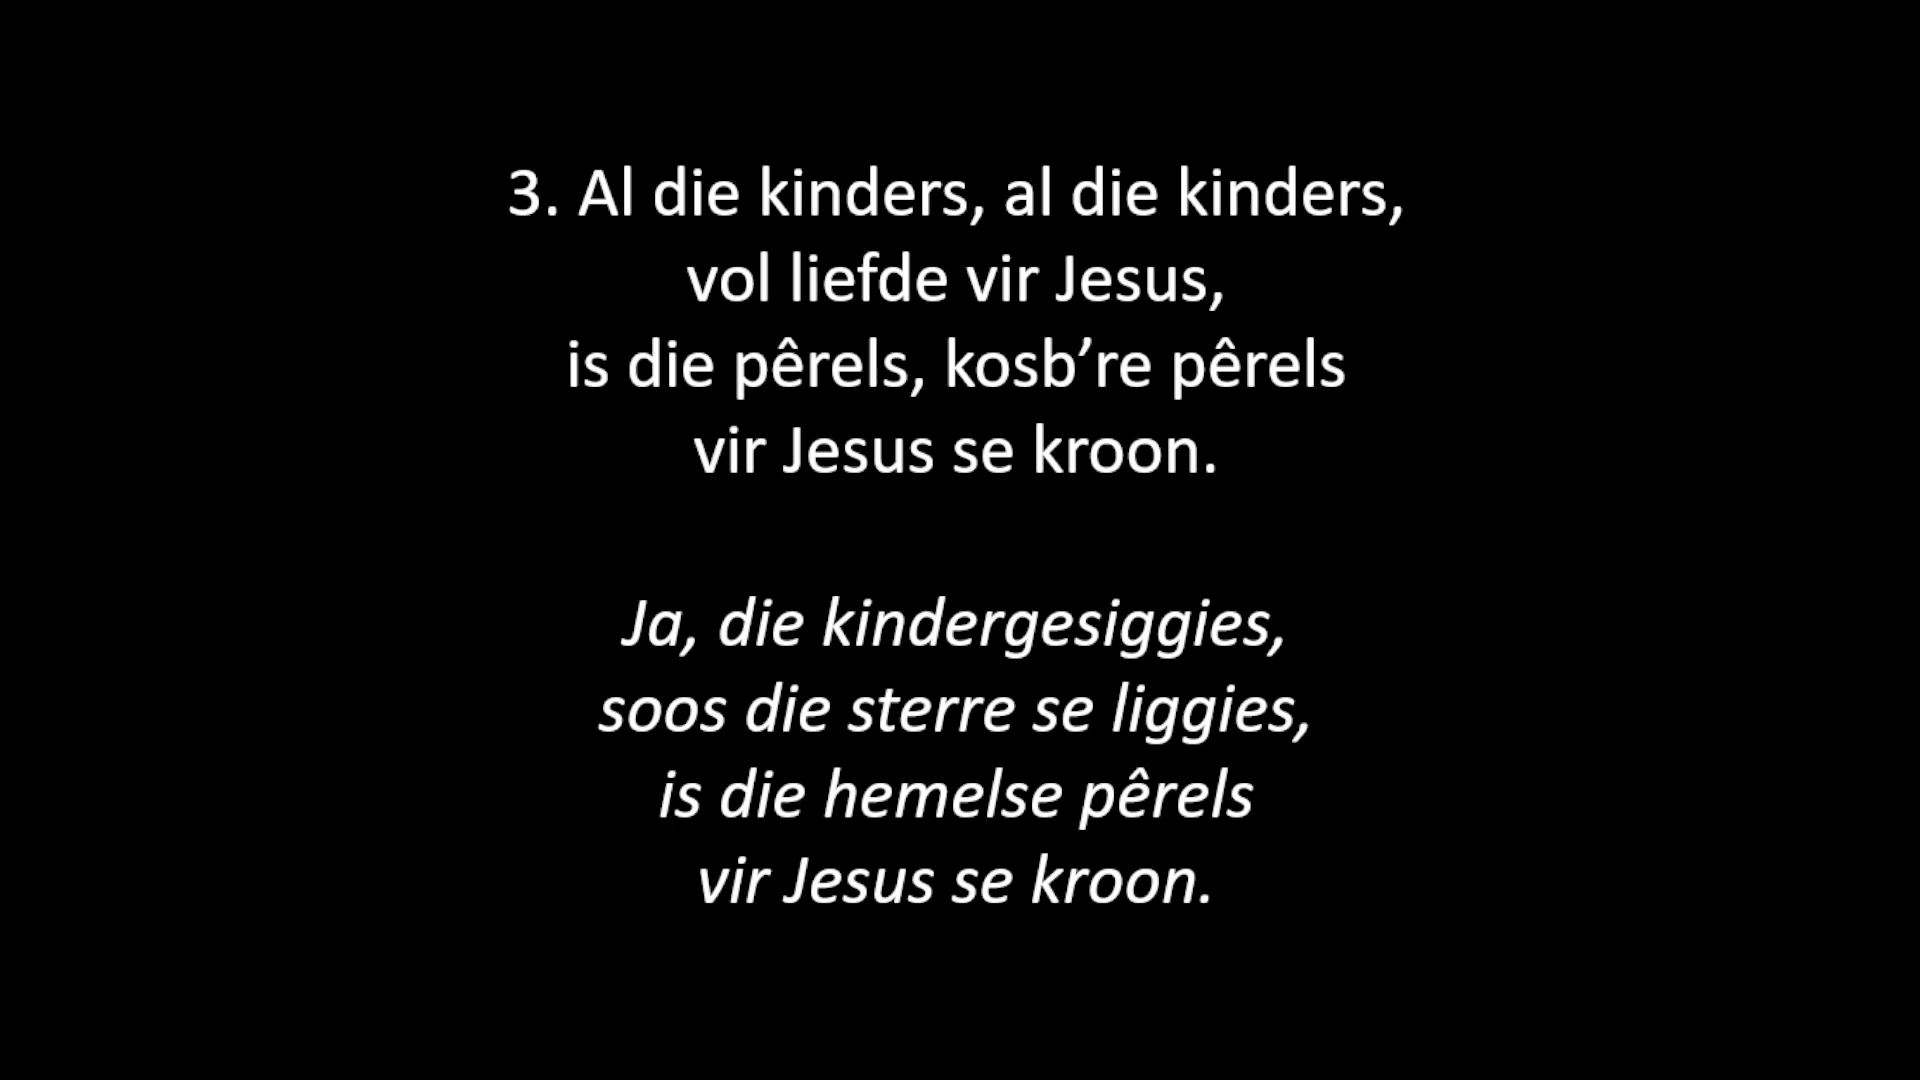 3. Al die kinders, al die kinders,
vol liefde vir Jesus,
is die pêrels, kosb’re pêrels
vir Jesus se kroon.
Ja, die kindergesiggies,
soos die sterre se liggies,
is die hemelse pêrels
vir Jesus se kroon.